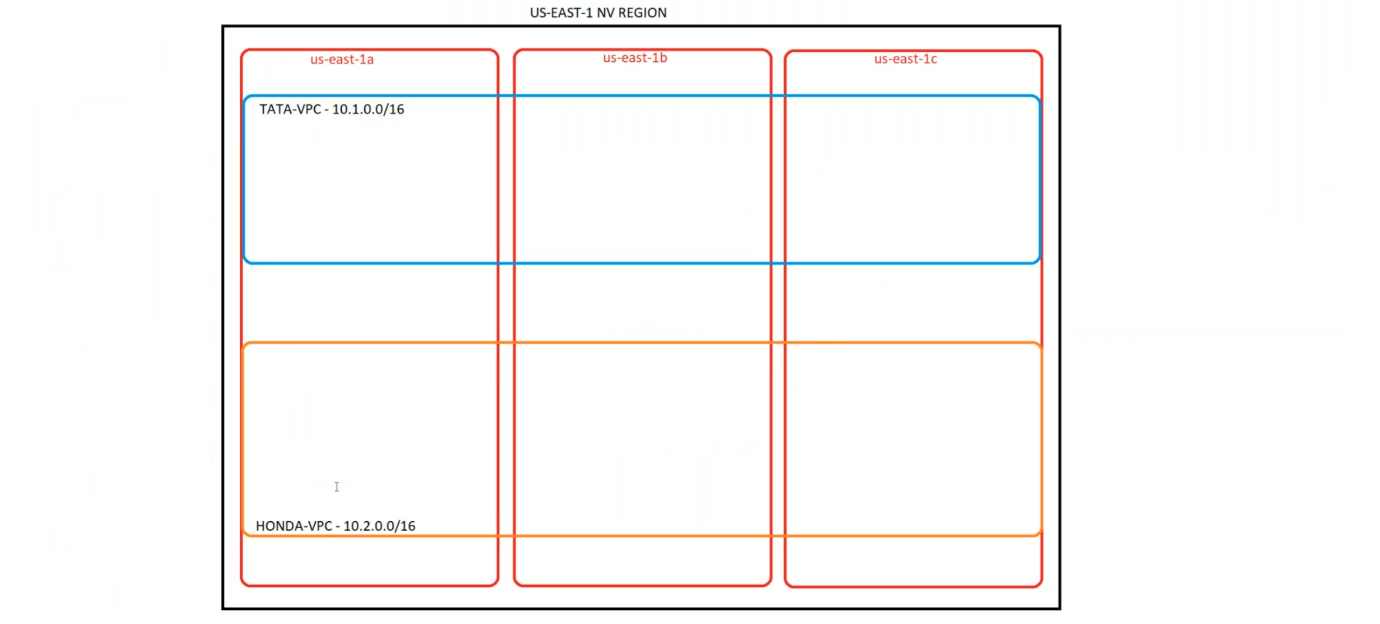 US-EAST-1 NV REGION
us-east-1a
us-east-1b
us-east-1c
TATA-VPC - 10.1.0.0/16
HONDA-VPC - 10.2.0.0/16